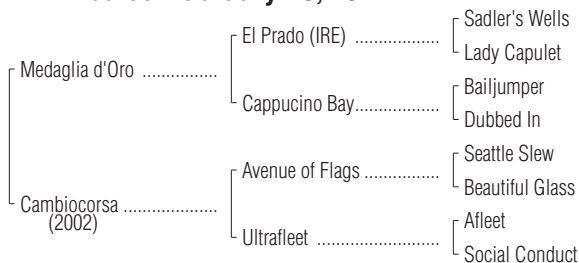 Sadler's Wells
El Prado (IRE) ...................
Lady Capulet
Medaglia d'Oro ................
Bailjumper
Cappucino Bay...................
Dubbed In
Seattle Slew
Avenue of Flags .................
Beautiful Glass
Cambiocorsa ....................
(2002)
Afleet
Ultrafleet ...........................
Social Conduct